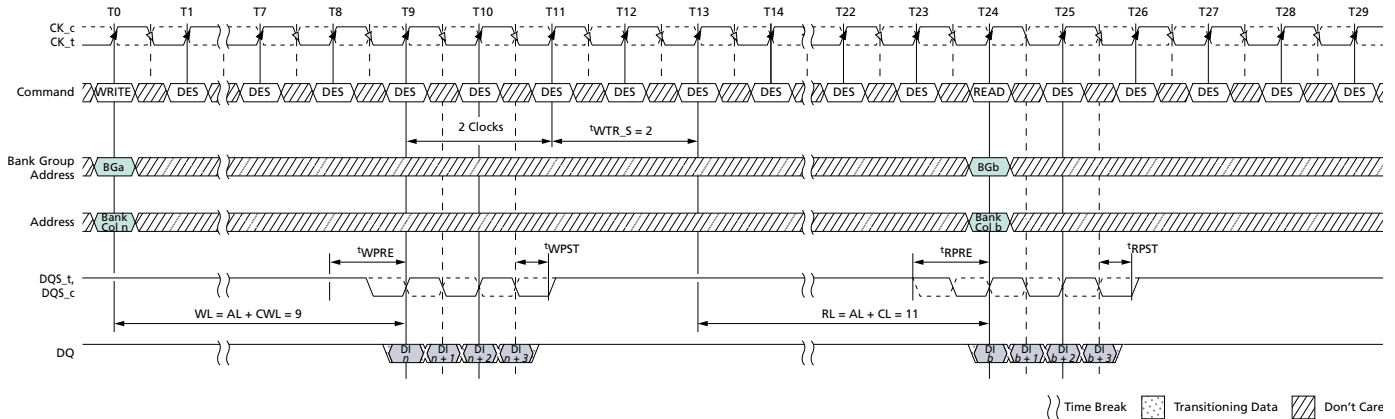 T0 T1 T7 T8 T9 T10 T11 T12 T13 T14 T22 T23 T24 T25 T26 T27 T28 T29
CK_c
CK_t
Command WRITE DES DES DES DES DES DES DES DES DES DES DES READ DES DES DES DES DES
2 Clocks tWTR_S = 2
Bank Group
Address
BGa BGb
Address
Bank
Col n
Bank
Col b
tWPRE tWPST tRPRE tRPST
DQS_t,
DQS_c
WL = AL + CWL = 9 RL = AL + CL = 11
DQ
DI
n
DI
n + 1
DI
n + 2
DI
n + 3
DI
b
DI
b + 1
DI
b + 2
DI
b + 3
Time Break Transitioning Data Don't Care